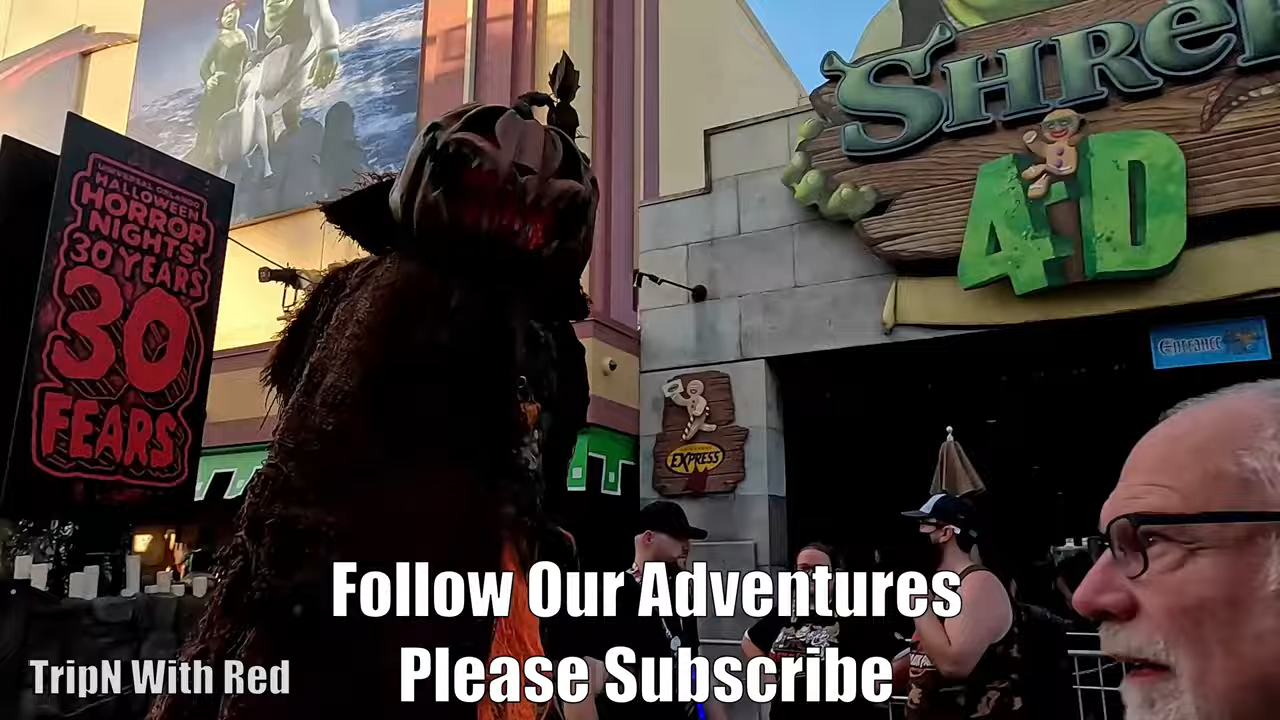 UNIVERSAL ORLANDO
HALLOWEEN
HORROR
NIGHTS
30 YEARS
30
FEARS
SHREK
4-D
Entrance
EXPRESS
Follow Our Adventures
Please Subscribe
TripN With Red